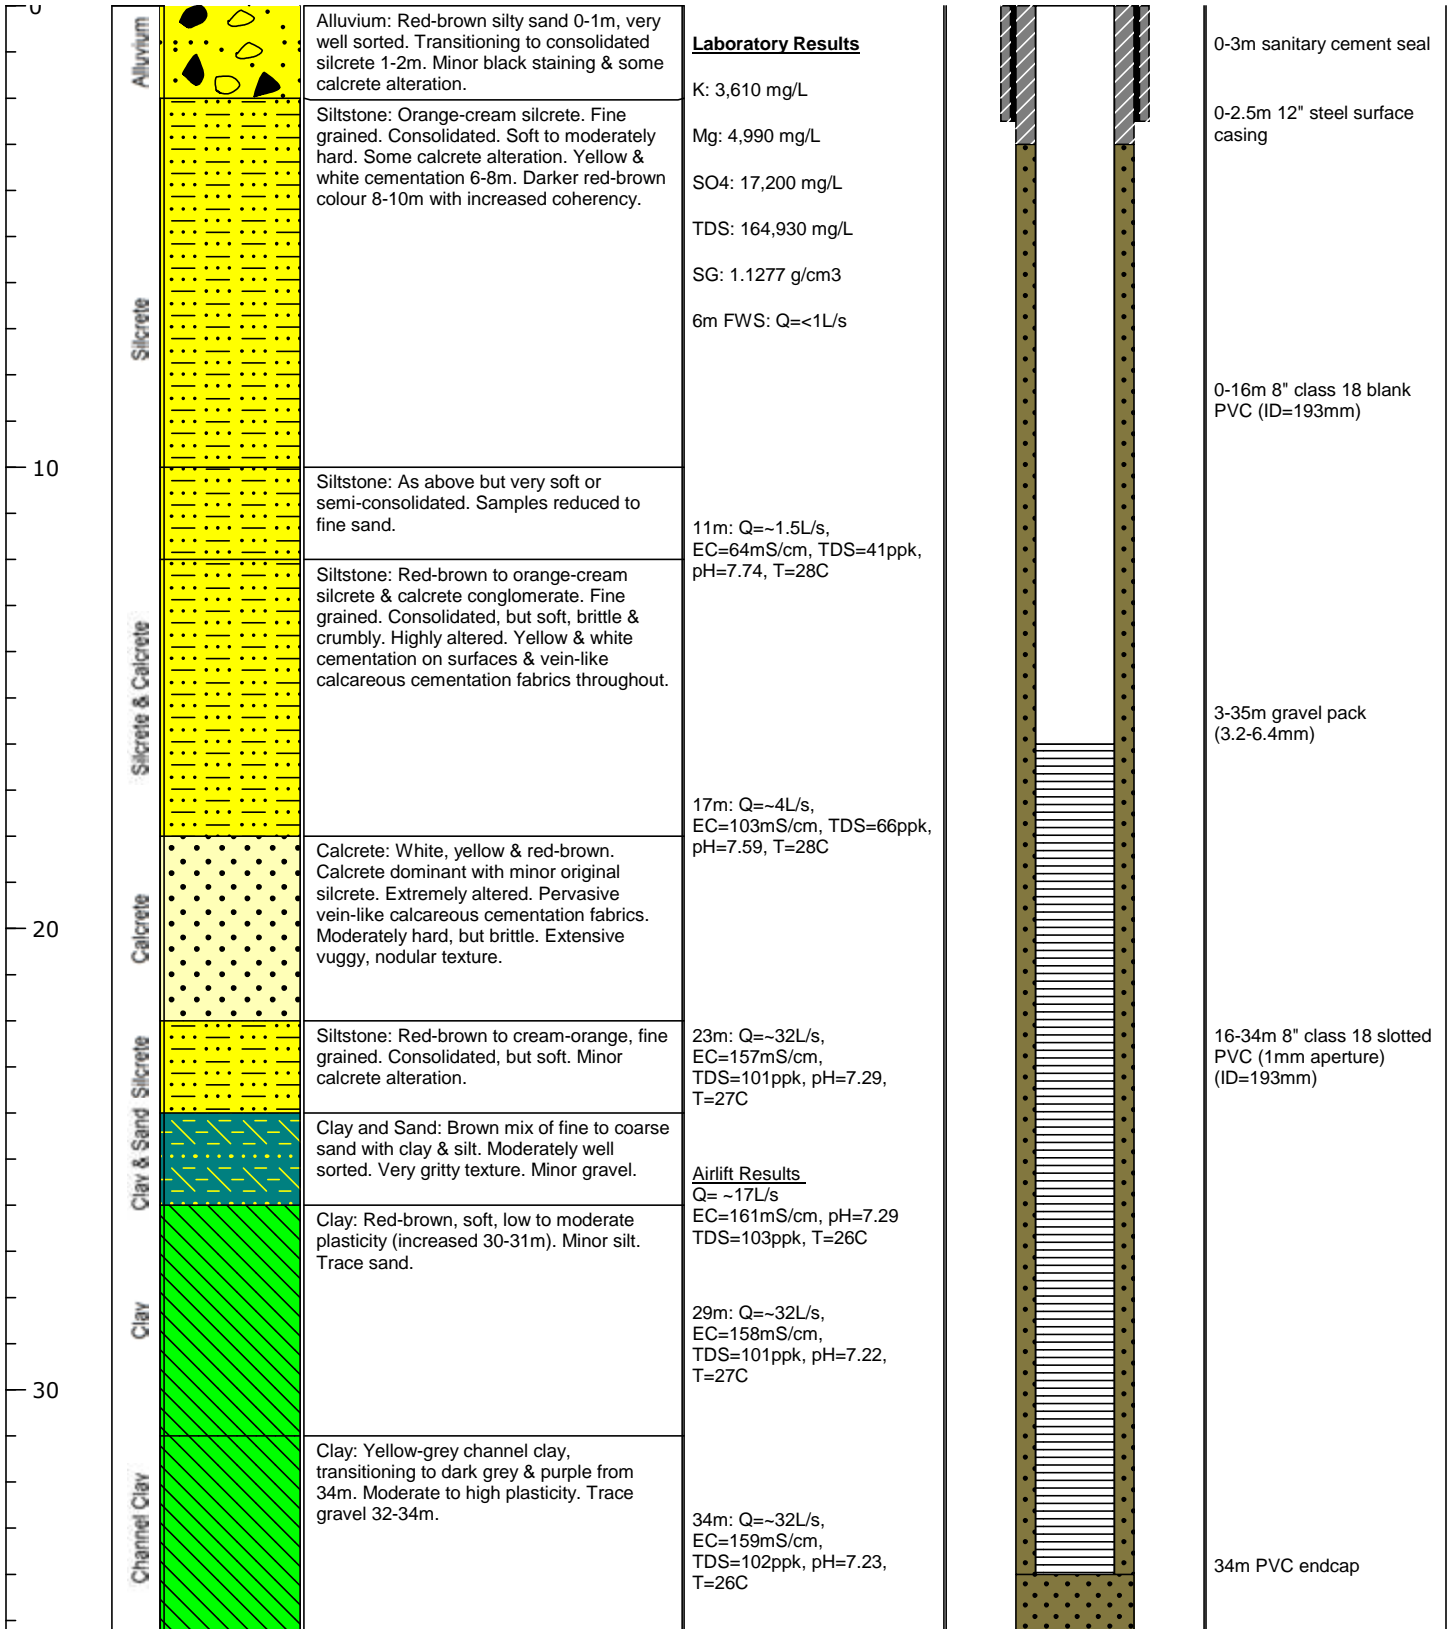 0
10
20
30
Alluvium
Silcrete
Silcrete & Calcrete
Calcrete
Silcrete
Clay & Sand
Clay
Channel Clay
Alluvium: Red-brown silty sand 0-1m, very
well sorted. Transitioning to consolidated
silcrete 1-2m. Minor black staining & some
calcrete alteration.
Siltstone: Orange-cream silcrete. Fine
grained. Consolidated. Soft to moderately
hard. Some calcrete alteration. Yellow &
white cementation 6-8m. Darker red-brown
colour 8-10m with increased coherency.
Siltstone: As above but very soft or
semi-consolidated. Samples reduced to
fine sand.
Siltstone: Red-brown to orange-cream
silcrete & calcrete conglomerate. Fine
grained. Consolidated, but soft, brittle &
crumbly. Highly altered. Yellow & white
cementation on surfaces & vein-like
calcareous cementation fabrics throughout.
Calcrete: White, yellow & red-brown.
Calcrete dominant with minor original
silcrete. Extremely altered. Pervasive
vein-like calcareous cementation fabrics.
Moderately hard, but brittle. Extensive
vuggy, nodular texture.
Siltstone: Red-brown to cream-orange, fine
grained. Consolidated, but soft. Minor
calcrete alteration.
Clay and Sand: Brown mix of fine to coarse
sand with clay & silt. Moderately well
sorted. Very gritty texture. Minor gravel.
Clay: Red-brown, soft, low to moderate
plasticity (increased 30-31m). Minor silt.
Trace sand.
Clay: Yellow-grey channel clay,
transitioning to dark grey & purple from
34m. Moderate to high plasticity. Trace
gravel 32-34m.
Laboratory Results
K: 3,610 mg/L
Mg: 4,990 mg/L
SO4: 17,200 mg/L
TDS: 164,930 mg/L
SG: 1.1277 g/cm3
6m FWS: Q=<1L/s
11m: Q=~1.5L/s,
EC=64mS/cm, TDS=41ppk,
pH=7.74, T=28C
17m: Q=~4L/s,
EC=103mS/cm, TDS=66ppk,
pH=7.59, T=28C
23m: Q=~32L/s,
EC=157mS/cm,
TDS=101ppk, pH=7.29,
T=27C
Airlift Results
Q= ~17L/s
EC=161mS/cm, pH=7.29
TDS=103ppk, T=26C
29m: Q=~32L/s,
EC=158mS/cm,
TDS=101ppk, pH=7.22,
T=27C
34m: Q=~32L/s,
EC=159mS/cm,
TDS=102ppk, pH=7.23,
T=26C
0-3m sanitary cement seal
0-2.5m 12" steel surface
casing
0-16m 8" class 18 blank
PVC (ID=193mm)
3-35m gravel pack
(3.2-6.4mm)
16-34m 8" class 18 slotted
PVC (1mm aperture)
(ID=193mm)
34m PVC endcap